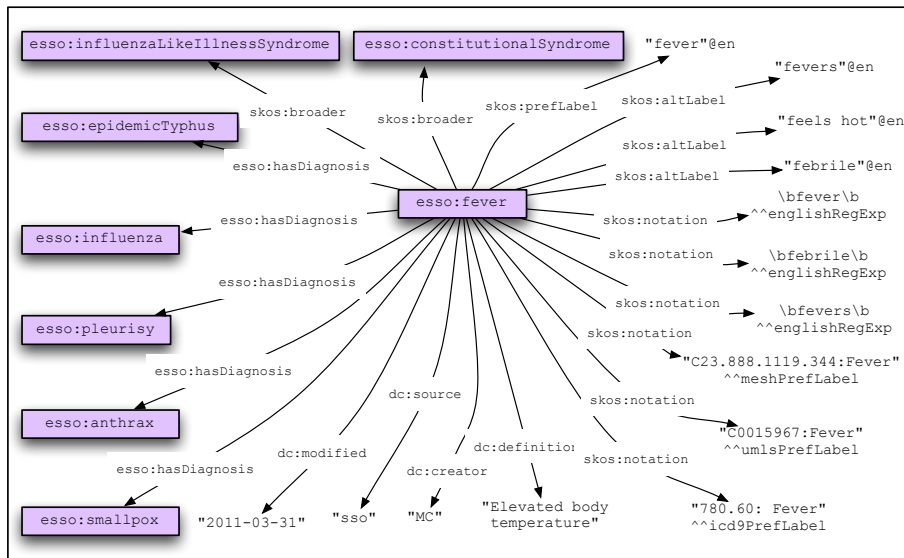 esso:influenzaLikeIllnessSyndrome
esso:constitutionalSyndrome
"fever"@en
"fevers"@en
skos:broader
skos:broader
skos:prefLabel
skos:altLabel
esso:epidemicTyphus
"feels hot"@en
skos:altLabel
esso:hasDiagnosis
skos:altLabel
"febrile"@en
esso:fever
\bfever\b
^^englishRegExp
esso:hasDiagnosis
skos:notation
esso:influenza
skos:notation
\bfebrile\b
^^englishRegExp
esso:hasDiagnosis
skos:notation
\bfevers\b
^^englishRegExp
esso:pleurisy
skos:notation
"C23.888.1119.344:Fever"
^^meshPrefLabel
esso:hasDiagnosis
dc:source
skos:notation
esso:anthrax
"C0015967:Fever"
^^umlsPrefLabel
dc:modified
dc:definition
skos:notation
esso:hasDiagnosis
dc:creator
esso:smallpox
"2011-03-31"
"sso"
"MC"
"Elevated body
temperature"
"780.60: Fever"
^^icd9PrefLabel